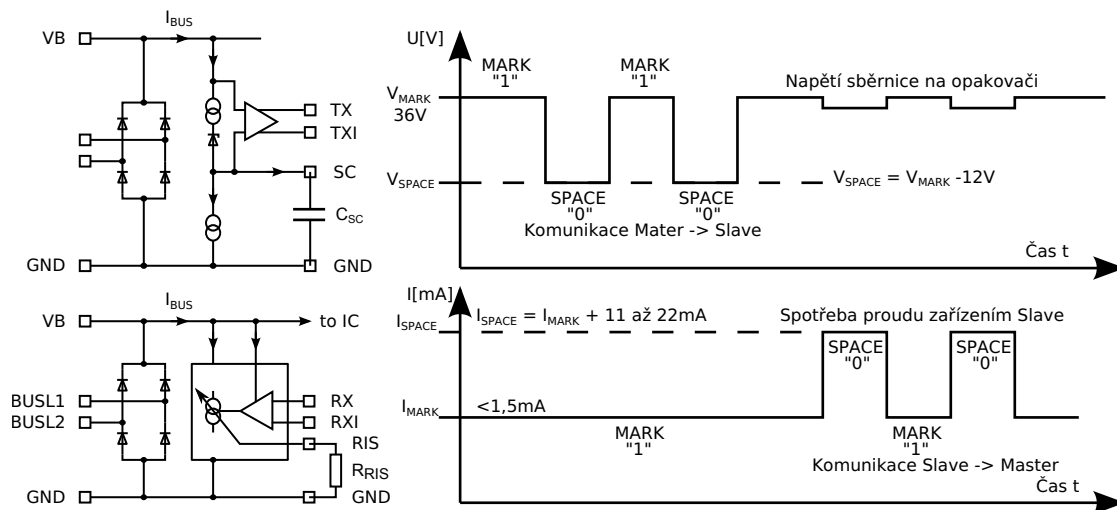 I_BUS
VB
TX
TXI
SC
C_SC
GND
GND
U[V]
MARK
"1"
MARK
"1"
Napětí sběrnice na opakovači
V_MARK
36V
V_SPACE
V_SPACE = V_MARK -12V
SPACE
"0"
SPACE
"0"
Komunikace Mater -> Slave
Čas t
I_BUS
VB
to IC
BUSL1
BUSL2
RX
RXI
RIS
R_RIS
GND
GND
I[mA]
I_SPACE
I_SPACE = I_MARK + 11 až 22mA
Spotřeba proudu zařízením Slave
SPACE
"0"
SPACE
"0"
I_MARK
<1,5mA
MARK
"1"
MARK
"1"
Komunikace Slave -> Master
Čas t